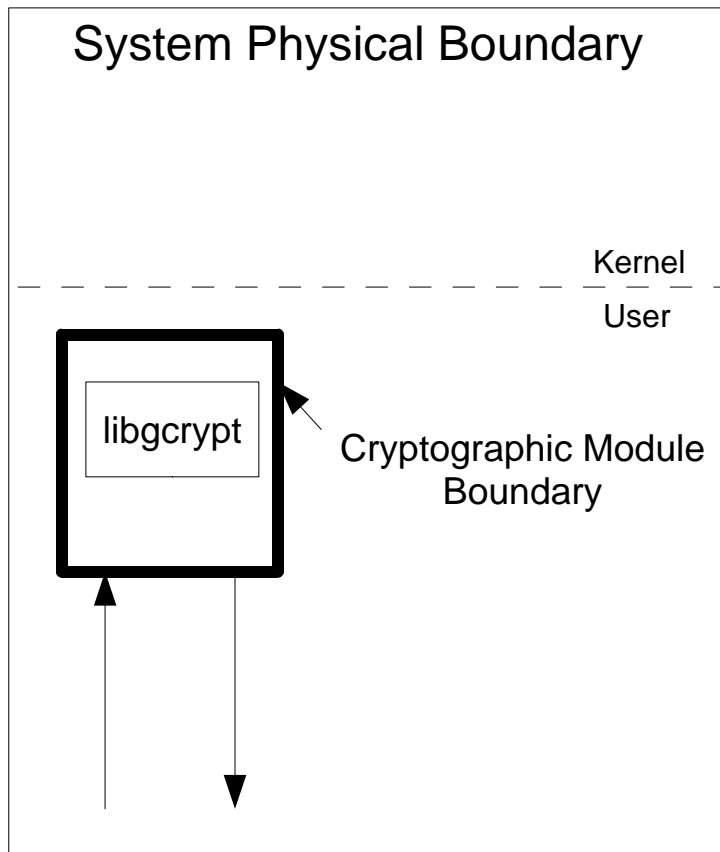 System Physical Boundary
Kernel
User
libgcrypt
Cryptographic Module
Boundary